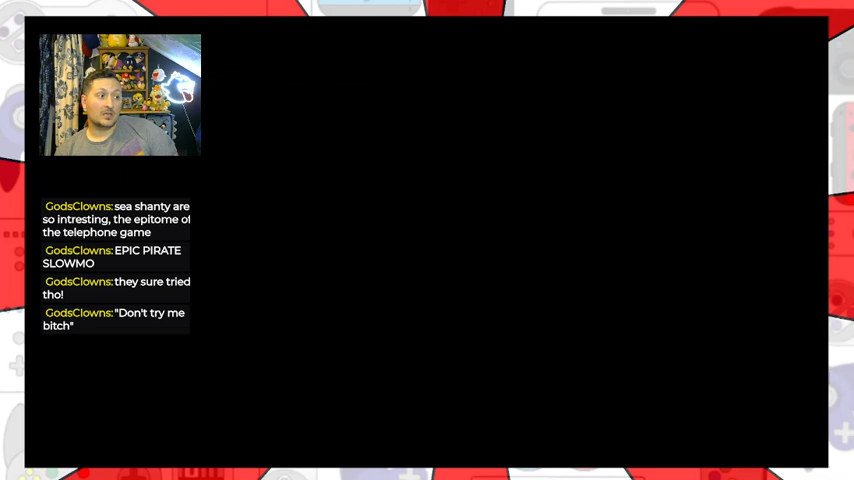 GodsClowns: sea shanty are
so intresting, the epitome of
the telephone game
GodsClowns: EPIC PIRATE
SLOWMO
GodsClowns: they sure tried
tho!
GodsClowns: "Don't try me
bitch"